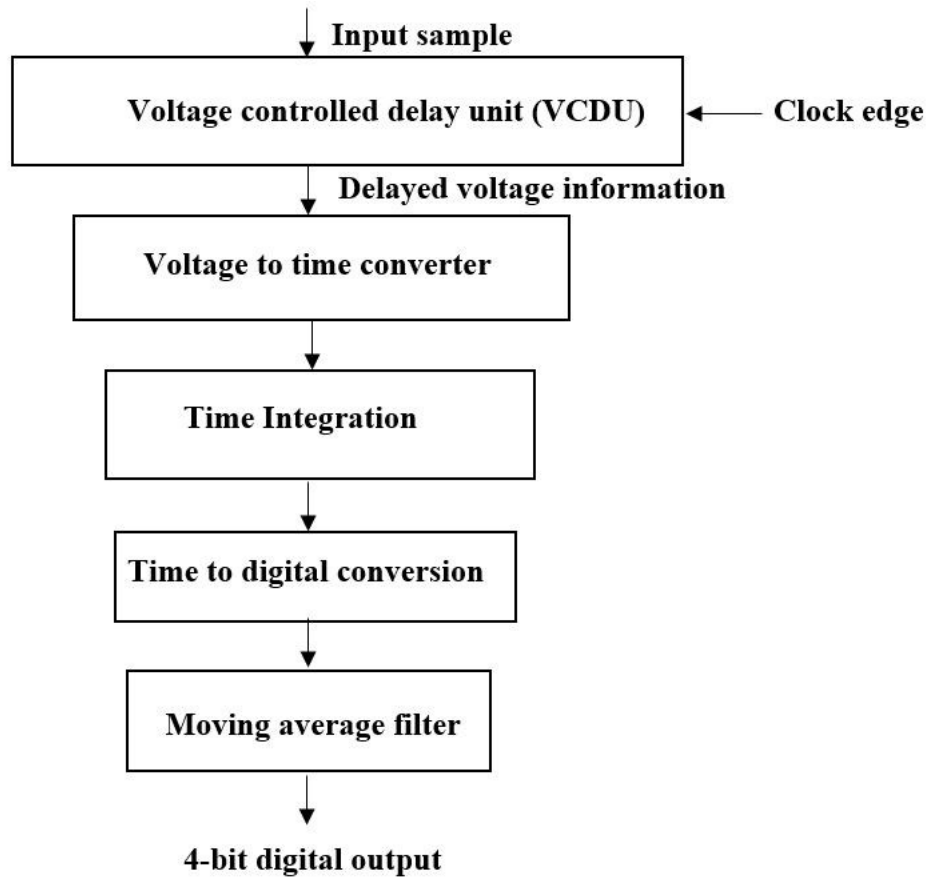 Input sample
Voltage controlled delay unit (VCDU)
Clock edge
Delayed voltage information
Voltage to time converter
Time Integration
Time to digital conversion
Moving average filter
4-bit digital output